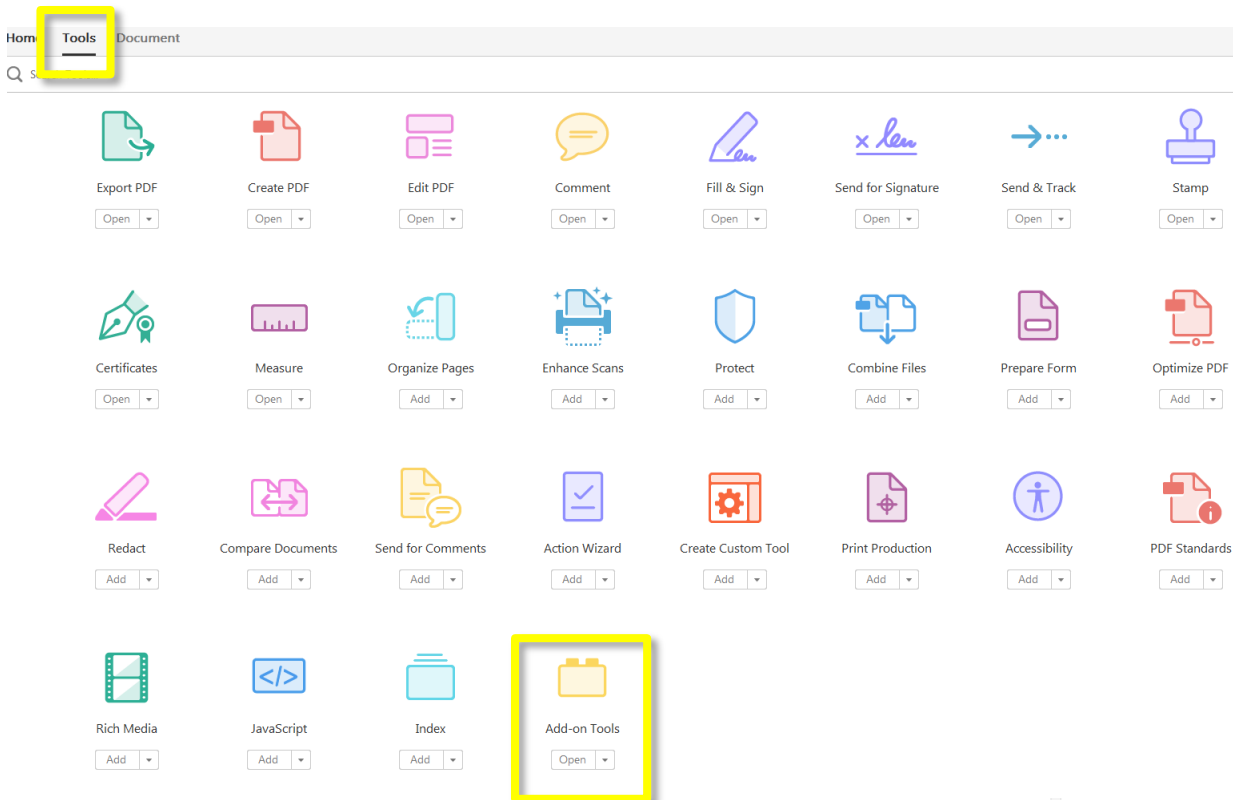 Home Tools Document
Export PDF Create PDF Edit PDF Comment Fill & Sign Send for Signature Send & Track Stamp
Open Open Open Open Open Open Open Open
Certificates Measure Organize Pages Enhance Scans Protect Combine Files Prepare Form Optimize PDF
Open Open Add Add Add Add Add Add
Redact Compare Documents Send for Comments Action Wizard Create Custom Tool Print Production Accessibility PDF Standards
Add Add Add Add Add Add Add Add
Rich Media JavaScript Index Add-on Tools
Add Add Add Open